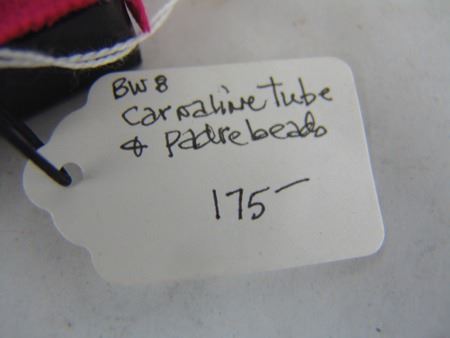 BW 8
Carnaline Tube
& Padre beads
175-